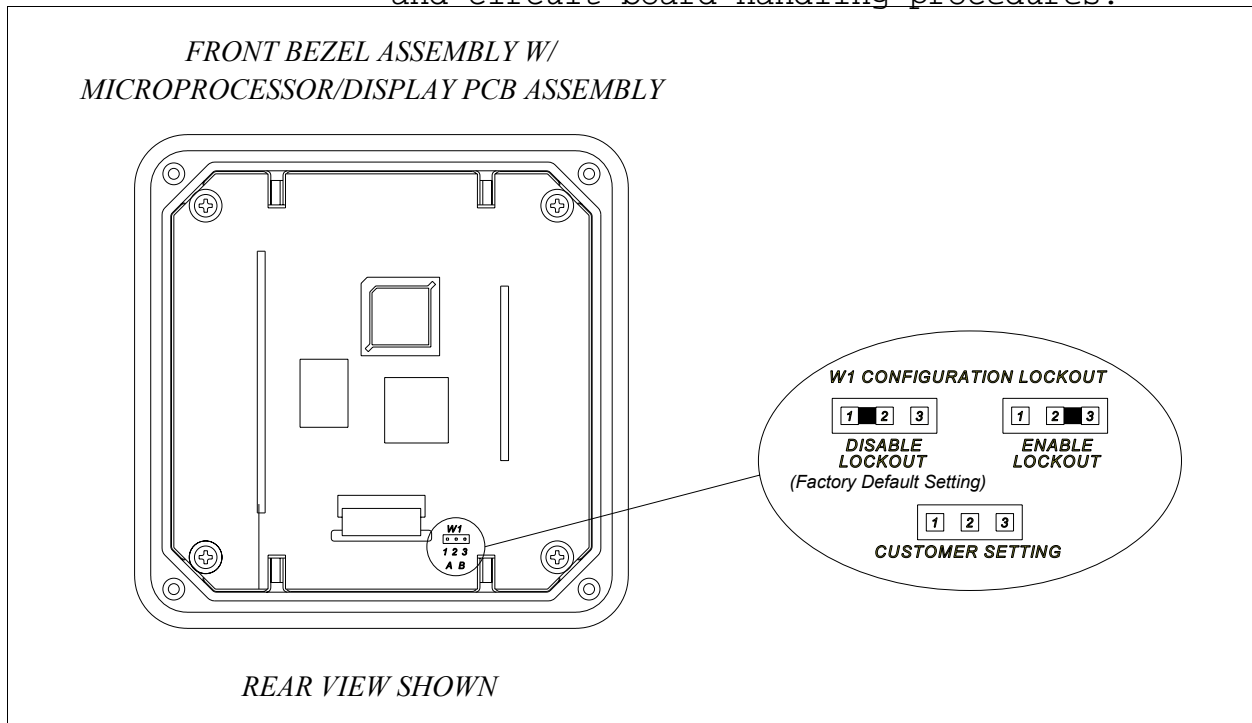 and circuit board handling procedures.
FRONT BEZEL ASSEMBLY W/
MICROPROCESSOR/DISPLAY PCB ASSEMBLY
W1
1 2 3
A B
W1 CONFIGURATION LOCKOUT
1 2 3
DISABLE
LOCKOUT
(Factory Default Setting)
1 2 3
ENABLE
LOCKOUT
1 2 3
CUSTOMER SETTING
REAR VIEW SHOWN